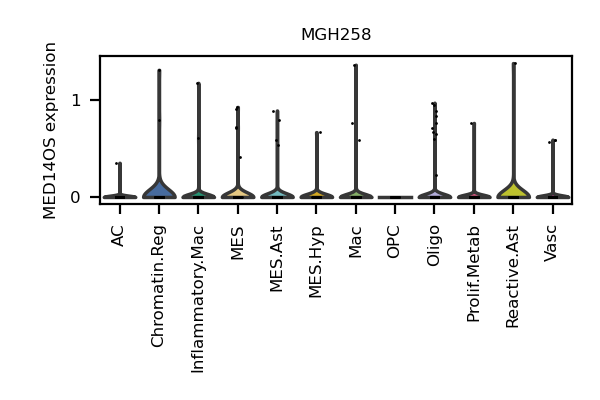 MGH258
MED14OS expression
1
0
AC
Chromatin.Reg
Inflammatory.Mac
MES
MES.Ast
MES.Hyp
Mac
OPC
Oligo
Prolif.Metab
Reactive.Ast
Vasc